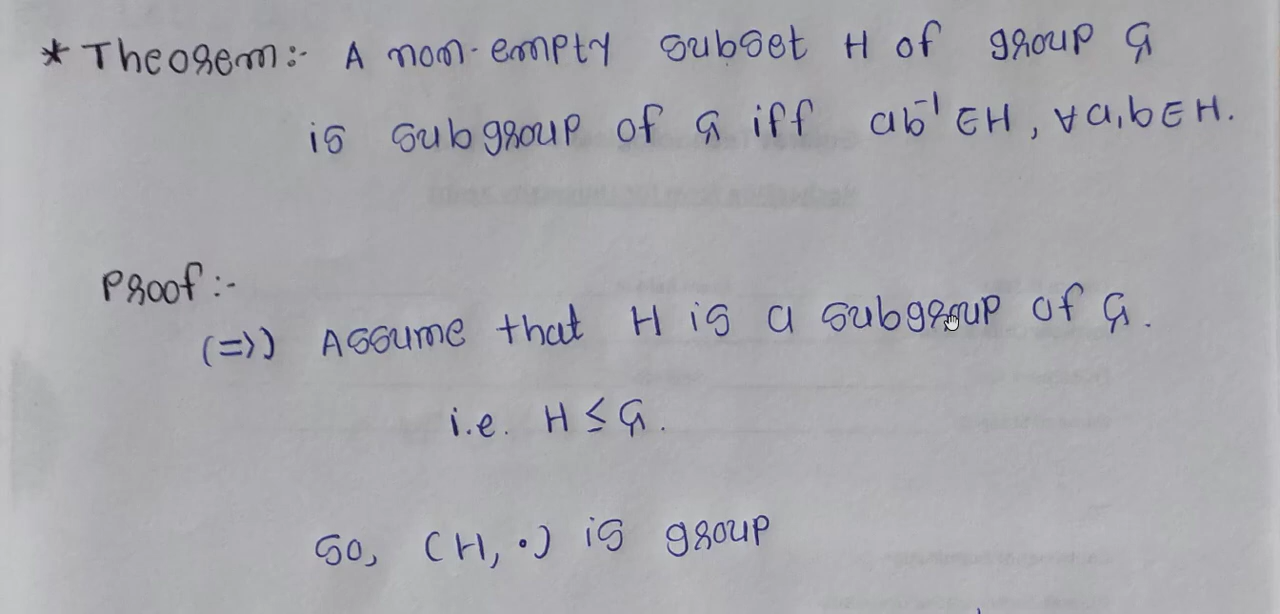 * Theorem:- A non-empty subset H of group G
is subgroup of G iff ab⁻¹ ∈ H, ∀ a,b ∈ H.
Proof:-
(⇒) Assume that H is a subgroup of G.
i.e. H ≤ G.
So, (H, •) is group